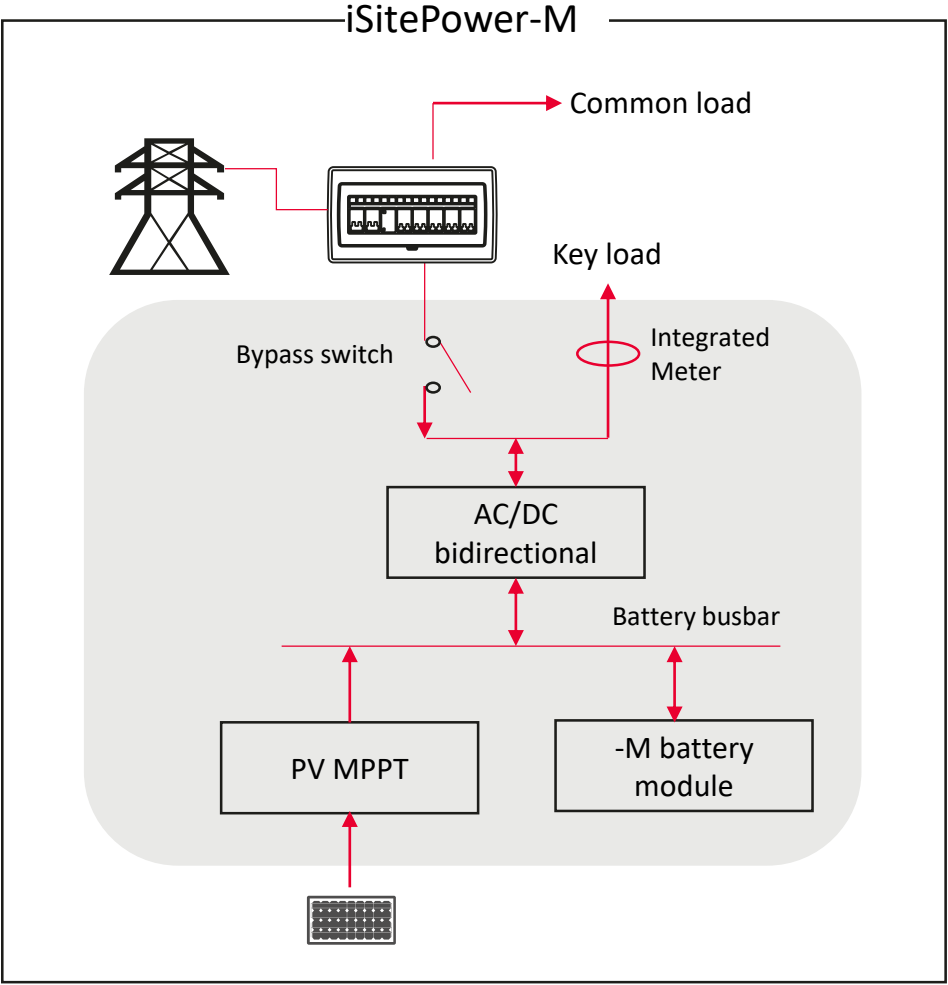 iSitePower-M
Common load
Key load
Bypass switch
Integrated
Meter
AC/DC
bidirectional
Battery busbar
PV MPPT
-M battery
module